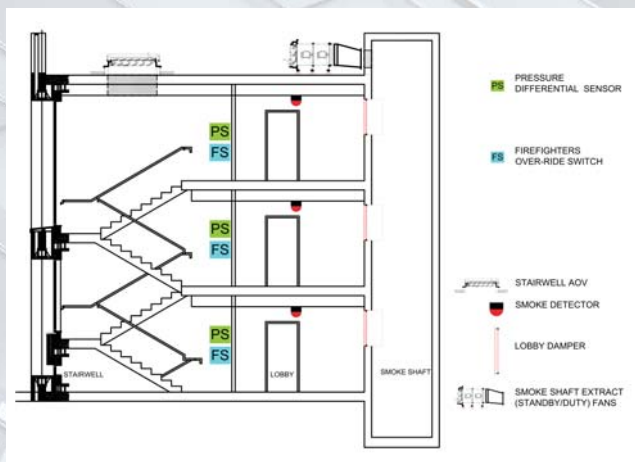 PS
FS
PS
FS
PS
FS
STAIRWELL
LOBBY
SMOKE SHAFT
PS PRESSURE
DIFFERENTIAL SENSOR
FS FIREFIGHTERS
OVER-RIDE SWITCH
STAIRWELL AOV
SMOKE DETECTOR
LOBBY DAMPER
SMOKE SHAFT EXTRACT
(STANDBY/DUTY) FANS